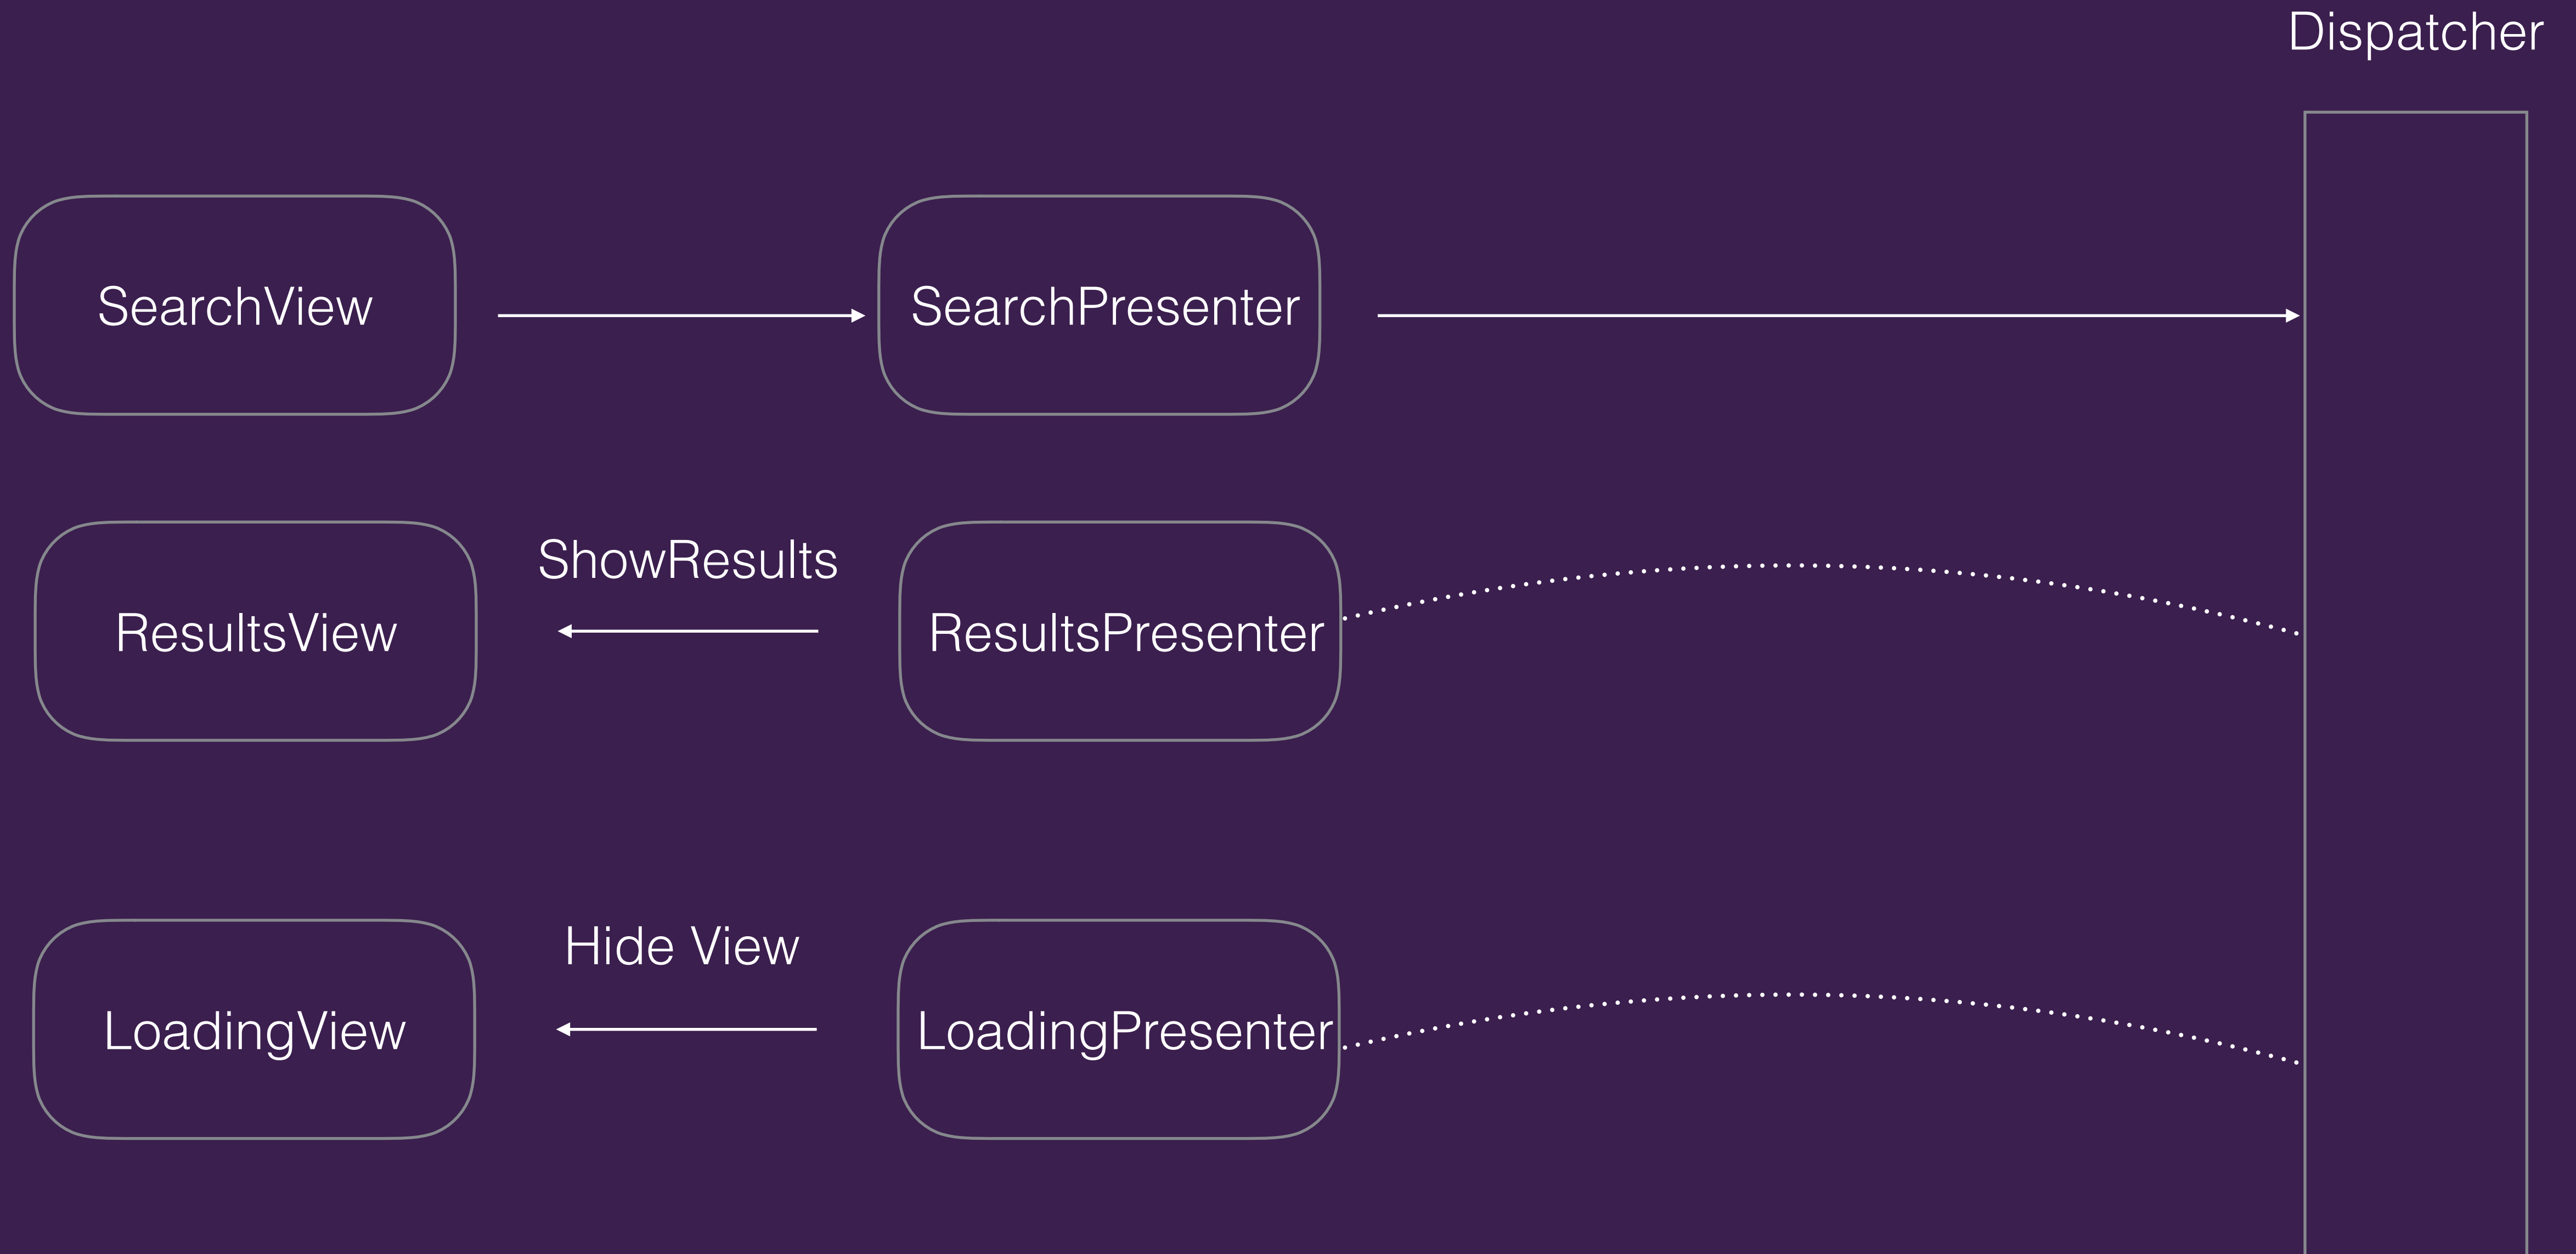 Dispatcher
SearchView
SearchPresenter
ShowResults
ResultsView
ResultsPresenter
Hide View
LoadingView
LoadingPresenter